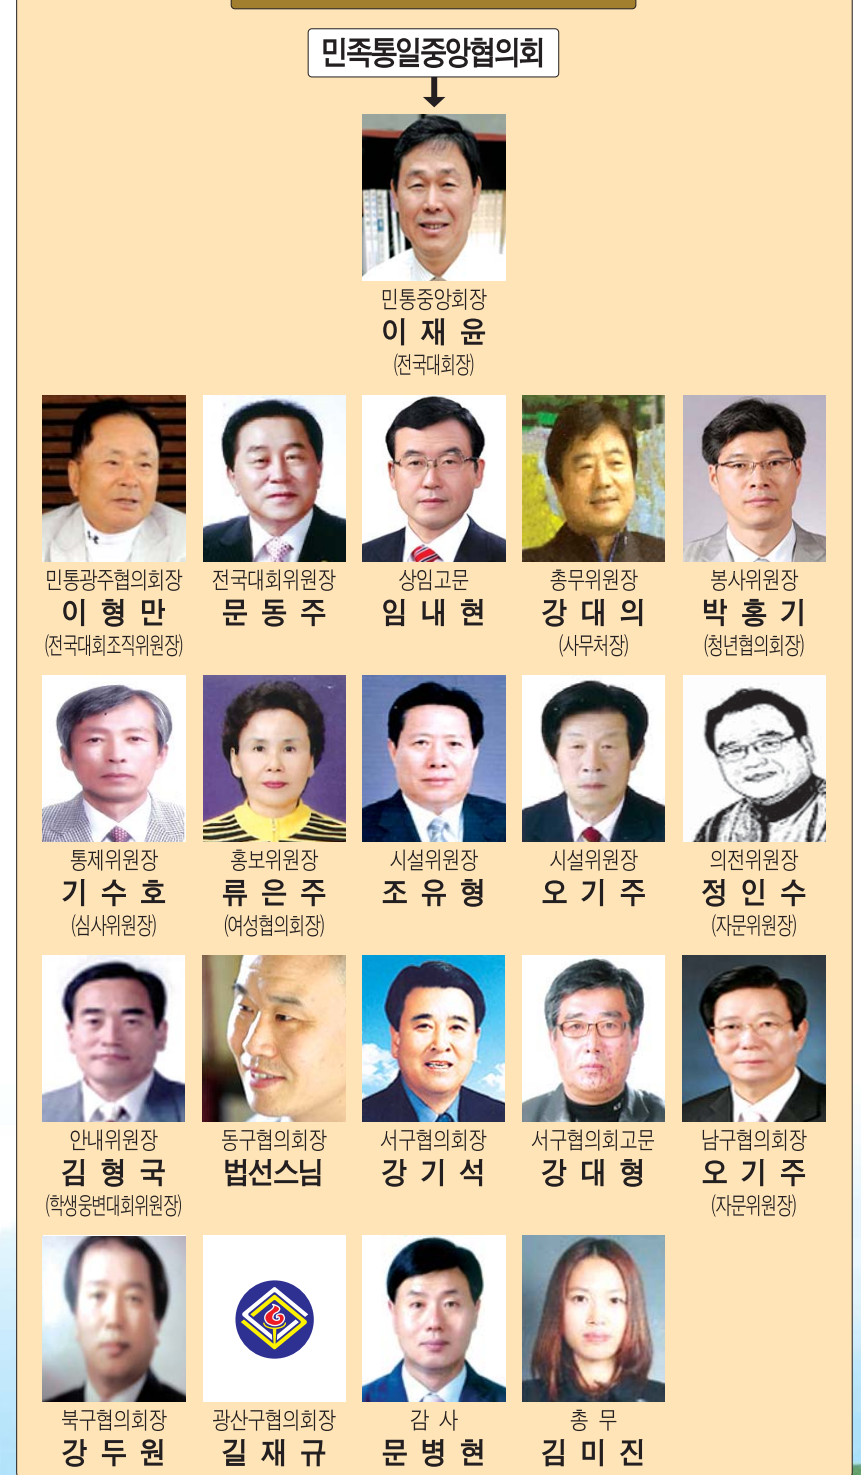 민족통일중앙협의회
민통중앙회장
이재윤
(전국대회장)
민통광주협의회장 전국대회위원장 상임고문 총무위원장 봉사위원장
이형만 문동주 임내현 강대의 박홍기
(전국대회조직위원장) (사무처장) (청년협의회장)
통제위원장 홍보위원장 시설위원장 시설위원장 의전위원장
기수호 류은주 조유형 오기주 정인수
(심사위원장) (여성협의회장) (자문위원장)
안내위원장 동구협의회장 서구협의회장 서구협의회고문 남구협의회장
김형국 법선스님 강기석 강대형 오기주
(학생웅변대회위원장) (자문위원장)
북구협의회장 광산구협의회장 감사 총무
강두원 길재규 문병현 김미진